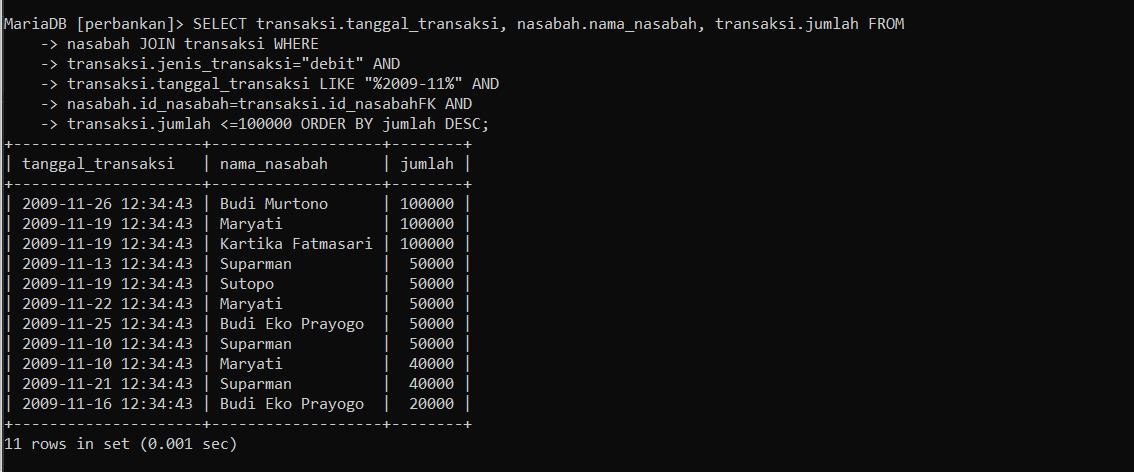 MariaDB [perbankan]> SELECT transaksi.tanggal_transaksi, nasabah.nama_nasabah, transaksi.jumlah FROM
    -> nasabah JOIN transaksi WHERE
    -> transaksi.jenis_transaksi="debit" AND
    -> transaksi.tanggal_transaksi LIKE "%2009-11%" AND
    -> nasabah.id_nasabah=transaksi.id_nasabahFK AND
    -> transaksi.jumlah <=100000 ORDER BY jumlah DESC;
+---------------------+-------------------+--------+
| tanggal_transaksi   | nama_nasabah      | jumlah |
+---------------------+-------------------+--------+
| 2009-11-26 12:34:43 | Budi Murtono      | 100000 |
| 2009-11-19 12:34:43 | Maryati           | 100000 |
| 2009-11-19 12:34:43 | Kartika Fatmasari | 100000 |
| 2009-11-13 12:34:43 | Suparman          |  50000 |
| 2009-11-19 12:34:43 | Sutopo            |  50000 |
| 2009-11-22 12:34:43 | Maryati           |  50000 |
| 2009-11-25 12:34:43 | Budi Eko Prayogo  |  50000 |
| 2009-11-10 12:34:43 | Suparman          |  50000 |
| 2009-11-10 12:34:43 | Maryati           |  40000 |
| 2009-11-21 12:34:43 | Suparman          |  40000 |
| 2009-11-16 12:34:43 | Budi Eko Prayogo  |  20000 |
+---------------------+-------------------+--------+
11 rows in set (0.001 sec)